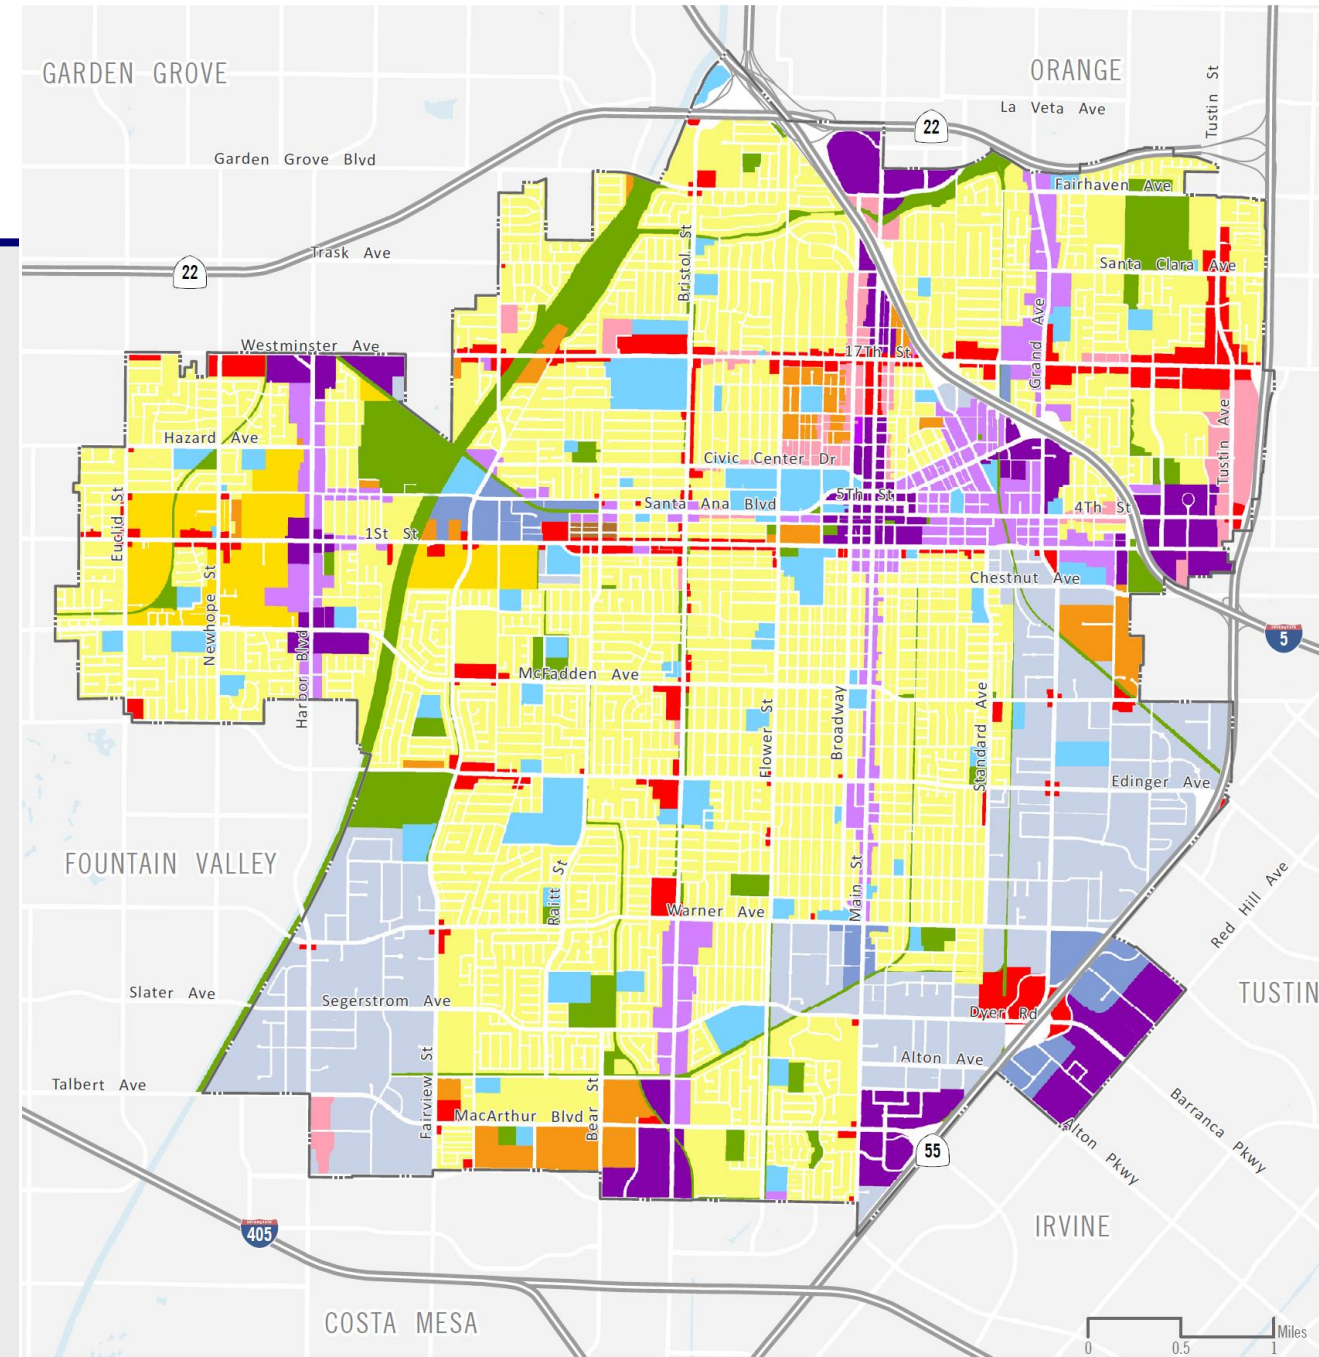 GARDEN GROVE
ORANGE
Tustin St
La Veta Ave
22
Garden Grove Blvd
Fairhaven Ave
Trask Ave
22
Bristol St
Santa Clara Ave
Grand Ave
Westminster Ave
17Th St
Hazard Ave
Civic Center Dr
Tustin Ave
Euclid St
Santa Ana Blvd
5Th St
4Th St
1St St
Chestnut Ave
Newhope St
Harbor Blvd
INTERSTATE
5
McFadden Ave
Flower St
Broadway
Standard Ave
Edinger Ave
FOUNTAIN VALLEY
Raitt St
Main St
Warner Ave
Red Hill Ave
Slater Ave
Segerstrom Ave
TUSTIN
Dyer Rd
Talbert Ave
Fairview St
Alton Ave
MacArthur Blvd
Bear St
Barranca Pkwy
Alton Pkwy
55
INTERSTATE
405
IRVINE
COSTA MESA
Miles
0 0.5 1